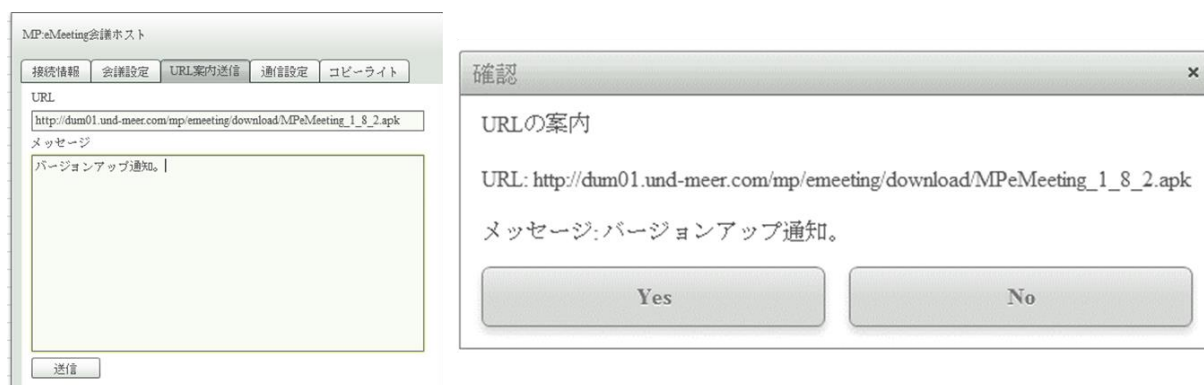 MP:eMeeting会議ホスト
接続情報 会議設定 URL案内送信 通信設定 コピーライト
URL
http://dum01.und-meer.com/mp/emeeting/download/MPeMeeting_1_8_2.apk
メッセージ
バージョンアップ通知。
送信
確認
URLの案内
URL: http://dum01.und-meer.com/mp/emeeting/download/MPeMeeting_1_8_2.apk
メッセージ: バージョンアップ通知。
Yes No